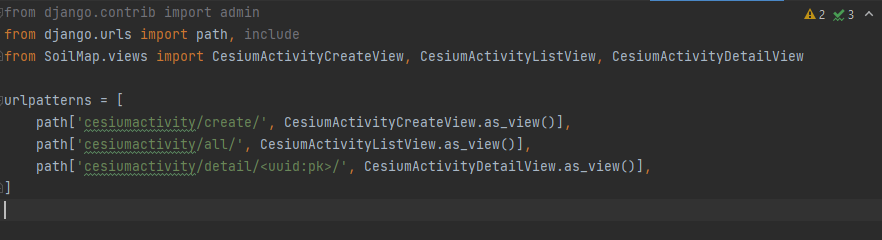 2 3
from django.contrib import admin
from django.urls import path, include
from SoilMap.views import CesiumActivityCreateView, CesiumActivityListView, CesiumActivityDetailView
urlpatterns = [
    path['cesiumactivity/create/', CesiumActivityCreateView.as_view()],
    path['cesiumactivity/all/', CesiumActivityListView.as_view()],
    path['cesiumactivity/detail/<uuid:pk>/', CesiumActivityDetailView.as_view()],
]